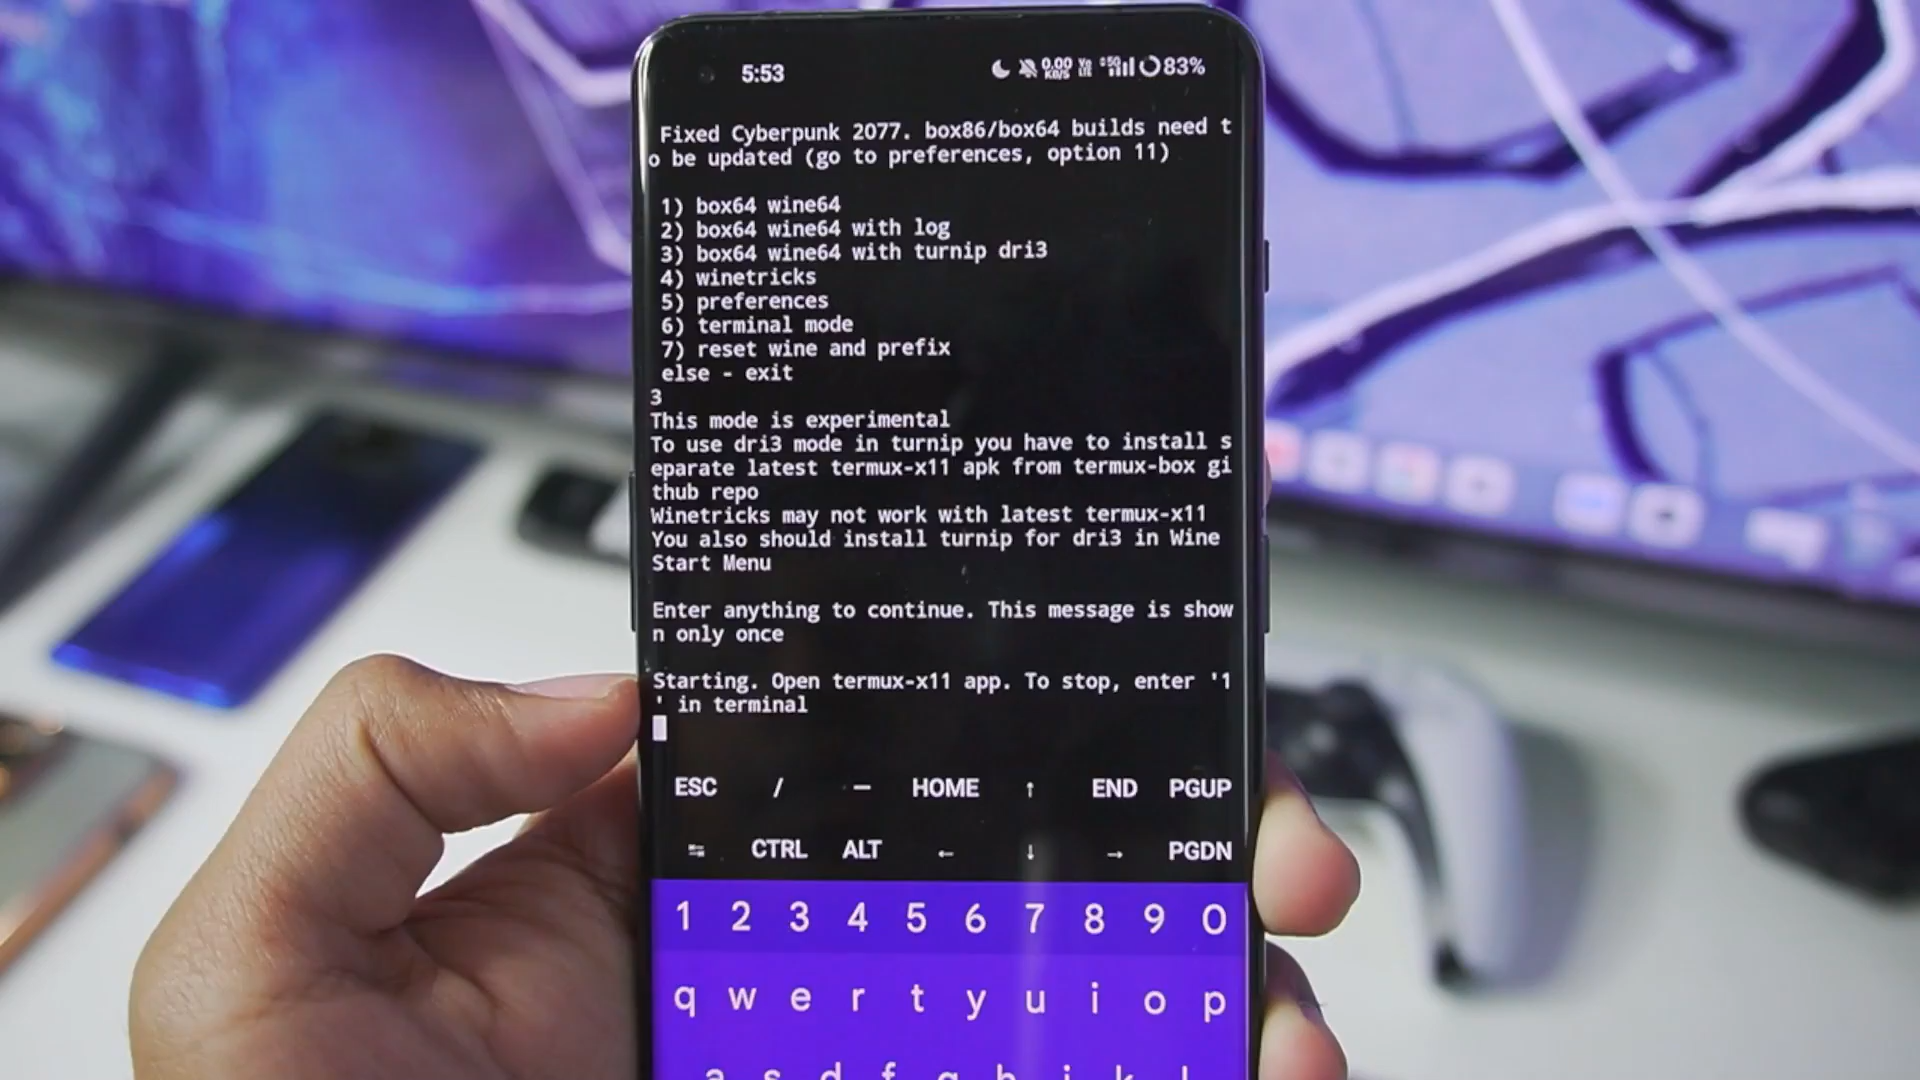 5:53
0.00 83%
Fixed Cyberpunk 2077. box86/box64 builds need t
o be updated (go to preferences, option 11)
1) box64 wine64
2) box64 wine64 with log
3) box64 wine64 with turnip dri3
4) winetricks
5) preferences
6) terminal mode
7) reset wine and prefix
else - exit
3
This mode is experimental
To use dri3 mode in turnip you have to install s
eparate latest termux-x11 apk from termux-box gi
thub repo
Winetricks may not work with latest termux-x11
You also should install turnip for dri3 in Wine
Start Menu
Enter anything to continue. This message is show
n only once
Starting. Open termux-x11 app. To stop, enter '1
' in terminal
ESC / — HOME ↑ END PGUP
⇆ CTRL ALT ← ↓ → PGDN
1 2 3 4 5 6 7 8 9 0
q w e r t y u i o p
a s d f g h j k l